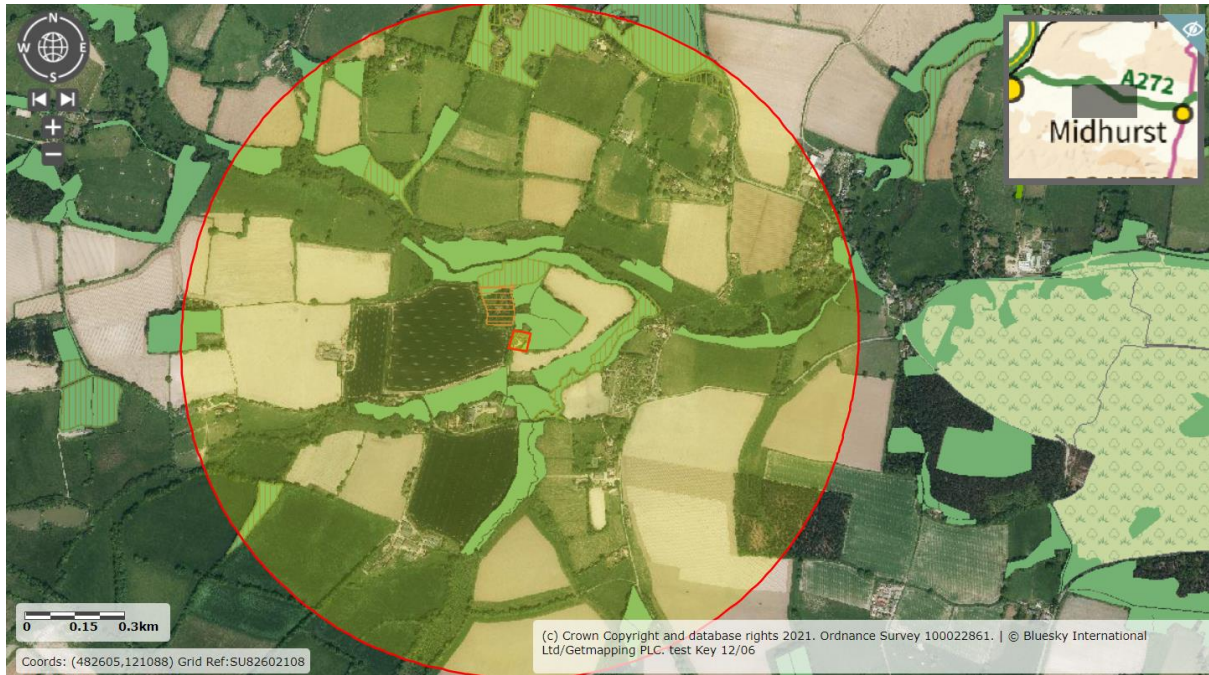 N
W E
S
A272
Midhurst
0 0.15 0.3km
Coords: (482605,121088) Grid Ref:SU82602108
(c) Crown Copyright and database rights 2021. Ordnance Survey 100022861. | © Bluesky International
Ltd/Getmapping PLC. test Key 12/06